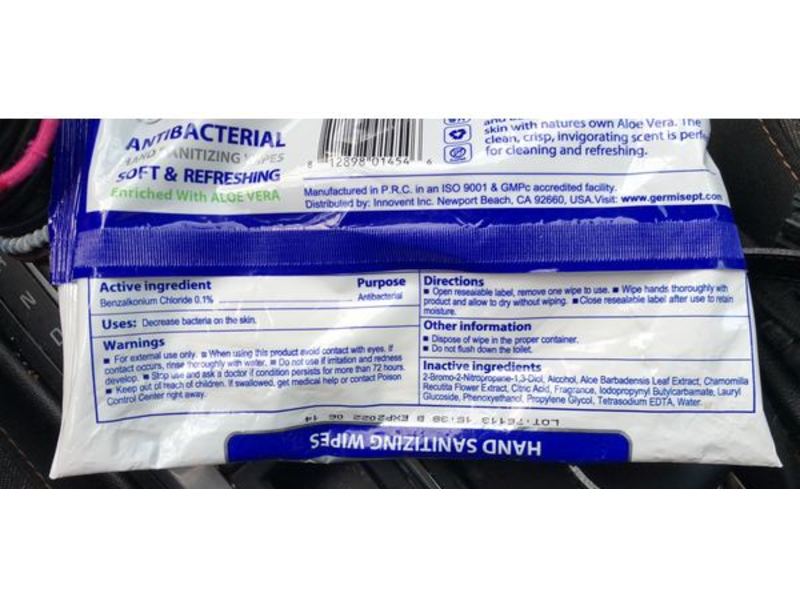 ANTIBACTERIAL
HAND SANITIZING WIPES
SOFT & REFRESHING
Enriched With ALOE VERA
8 12898 01454 6
skin with natures own Aloe Vera. The
clean, crisp, invigorating scent is
for cleaning and refreshing.
Manufactured in P.R.C. in an ISO 9001 & GMPc accredited facility.
Distributed by: Innovent Inc. Newport Beach, CA 92660, USA.Visit: www.germisept.com
Active ingredient Purpose
Benzalkonium Chloride 0.1% Antibacterial
Uses: Decrease bacteria on the skin.
Warnings
■ For external use only. ■ When using this product avoid contact with eyes. If
contact occurs, rinse thoroughly with water. ■ Do not use if irritation and redness
develop. ■ Stop use and ask a doctor if condition persists for more than 72 hours.
■ Keep out of reach of children. If swallowed, get medical help or contact Poison
Control Center right away.
Directions
■ Open resealable label, remove one wipe to use. ■ Wipe hands thoroughly with
product and allow to dry without wiping. ■ Close resealable label after use to retain
moisture.
Other information
■ Dispose of wipe in the proper container.
■ Do not flush down the toilet.
Inactive ingredients
2-Bromo-2-Nitropropane-1,3-Diol, Alcohol, Aloe Barbadensis Leaf Extract, Chamomilla
Recutita Flower Extract, Citric Acid, Fragrance, Iodopropynyl Butylcarbamate, Lauryl
Glucoside, Phenoxyethanol, Propylene Glycol, Tetrasodium EDTA, Water.
EXP2022 06 14
HAND SANITIZING WIPES